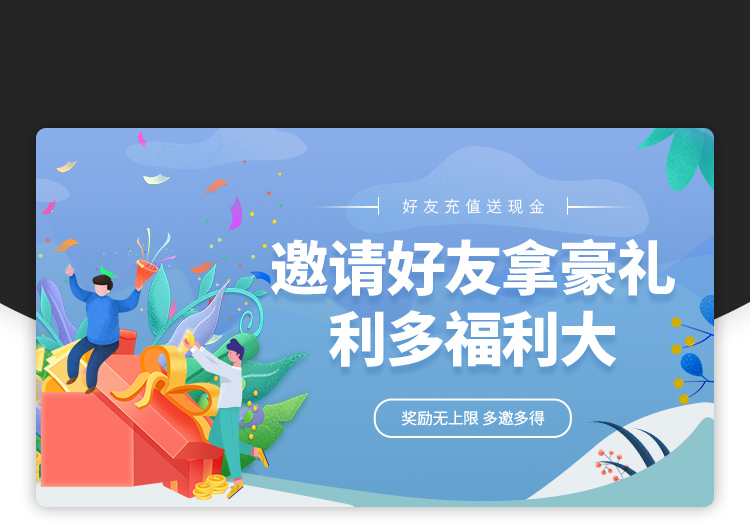 好友充值送现金
邀请好友拿豪礼
利多福利大
奖励无上限 多邀多得